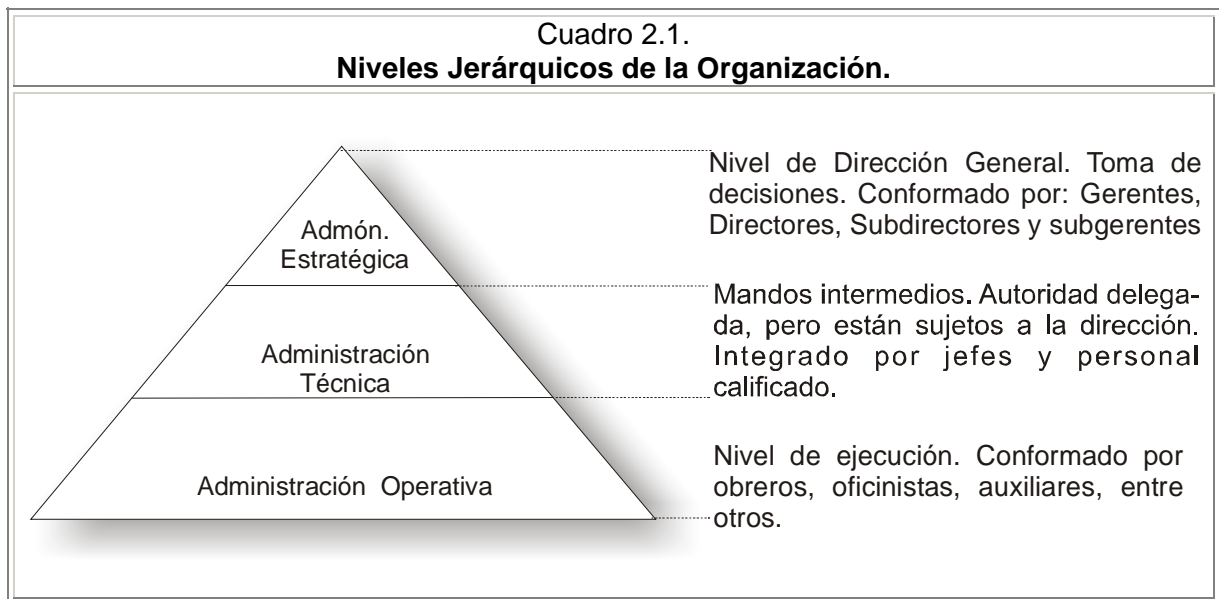 Cuadro 2.1.
Niveles Jerárquicos de la Organización.
Admón.
Estratégica
Nivel de Dirección General. Toma de
decisiones. Conformado por: Gerentes,
Directores, Subdirectores y subgerentes
Administración
Técnica
Mandos intermedios. Autoridad delega-
da, pero están sujetos a la dirección.
Integrado por jefes y personal
calificado.
Administración Operativa
Nivel de ejecución. Conformado por
obreros, oficinistas, auxiliares, entre
otros.